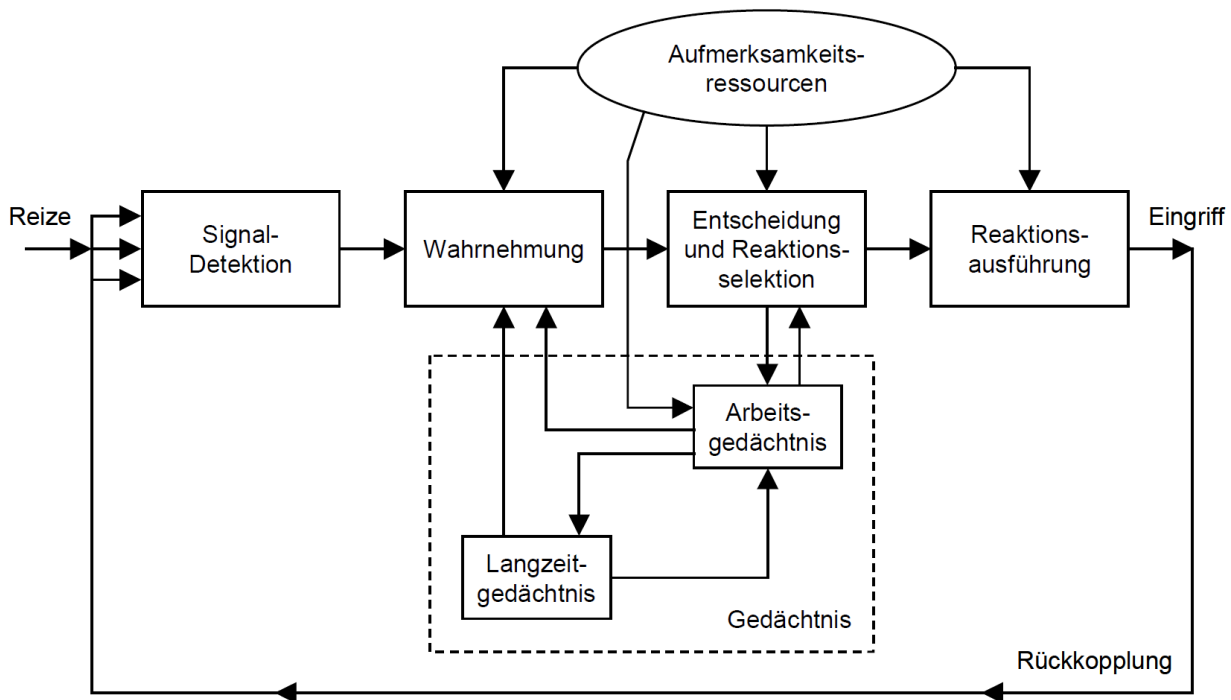 Aufmerksamkeits-
ressourcen
Reize
Signal-
Detektion
Wahrnehmung
Entscheidung
und Reaktions-
selektion
Reaktions-
ausführung
Eingriff
Arbeits-
gedächtnis
Langzeit-
gedächtnis
Gedächtnis
Rückkopplung